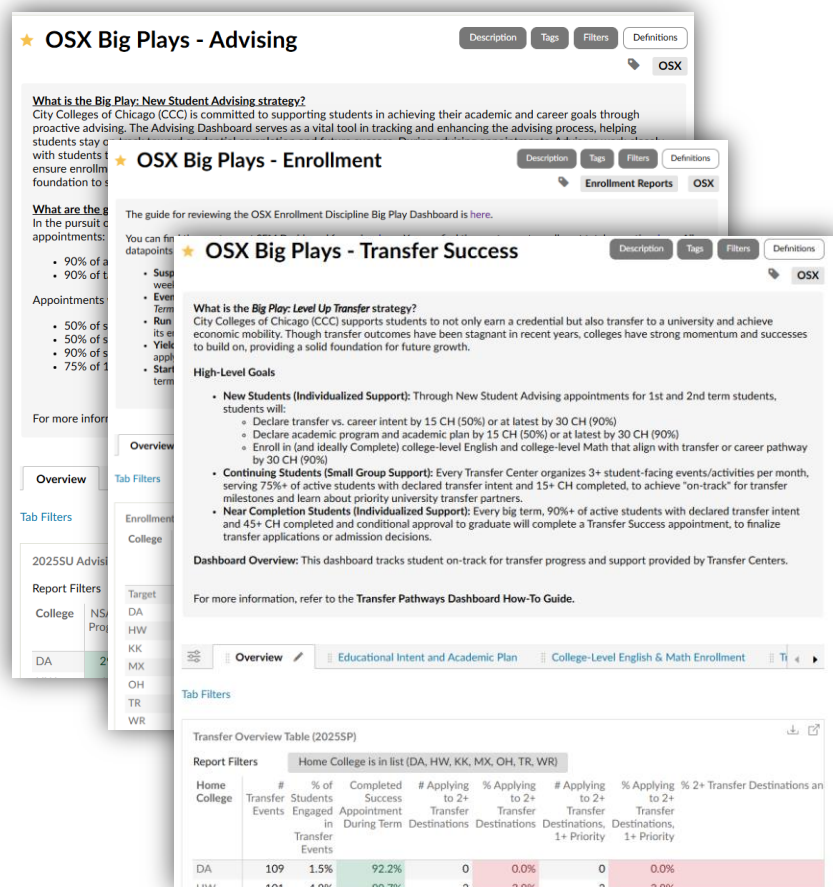 OSX Big Plays - Advising
Description Tags Filters Definitions
OSX
What is the Big Play: New Student Advising strategy?
City Colleges of Chicago (CCC) is committed to supporting students in achieving their academic and career goals through
proactive advising. The Advising Dashboard serves as a vital tool in tracking and enhancing the advising process, helping
students stay
with students
ensure enrollm
foundation to s
What are the g
In the pursuit o
appointments:
• 90% of a
• 90% of t
Appointments
• 50% of s
• 50% of s
• 90% of s
• 75% of 1
For more infor
Overview
Tab Filters
2025SU Advisi
Report Filters
College NSA
Prog
DA 2
OSX Big Plays - Enrollment
Description Tags Filters Definitions
Enrollment Reports OSX
The guide for reviewing the OSX Enrollment Discipline Big Play Dashboard is here.
You can fin
datapoints
• Susp
wee
• Even
Term
• Run
its e
• Yield
appl
• Start
term
Overview
Tab Filters
Enrollment
College
Target
DA
HW
KK
MX
OH
TR
WR
OSX Big Plays - Transfer Success
Description Tags Filters Definitions
OSX
What is the Big Play: Level Up Transfer strategy?
City Colleges of Chicago (CCC) supports students to not only earn a credential but also transfer to a university and achieve
economic mobility. Though transfer outcomes have been stagnant in recent years, colleges have strong momentum and successes
to build on, providing a solid foundation for future growth.
High-Level Goals
• New Students (Individualized Support): Through New Student Advising appointments for 1st and 2nd term students,
students will:
◦ Declare transfer vs. career intent by 15 CH (50%) or at latest by 30 CH (90%)
◦ Declare academic program and academic plan by 15 CH (50%) or at latest by 30 CH (90%)
◦ Enroll in (and ideally Complete) college-level English and college-level Math that align with transfer or career pathway
by 30 CH (90%)
• Continuing Students (Small Group Support): Every Transfer Center organizes 3+ student-facing events/activities per month,
serving 75%+ of active students with declared transfer intent and 15+ CH completed, to achieve "on-track" for transfer
milestones and learn about priority university transfer partners.
• Near Completion Students (Individualized Support): Every big term, 90%+ of active students with declared transfer intent
and 45+ CH completed and conditional approval to graduate will complete a Transfer Success appointment, to finalize
transfer applications or admission decisions.
Dashboard Overview: This dashboard tracks student on-track for transfer progress and support provided by Transfer Centers.
For more information, refer to the Transfer Pathways Dashboard How-To Guide.
Overview Educational Intent and Academic Plan College-Level English & Math Enrollment
Tab Filters
Transfer Overview Table (2025SP)
Report Filters Home College is in list (DA, HW, KK, MX, OH, TR, WR)
Home # % of Completed # Applying % Applying # Applying % Applying % 2+ Transfer Destinations an
College Transfer Students Success to 2+ to 2+ to 2+ to 2+
Events Engaged Appointment Transfer Transfer Transfer Transfer
in During Term Destinations Destinations Destinations, Destinations,
Transfer 1+ Priority 1+ Priority
Events
DA 109 1.5% 92.2% 0 0.0% 0 0.0%